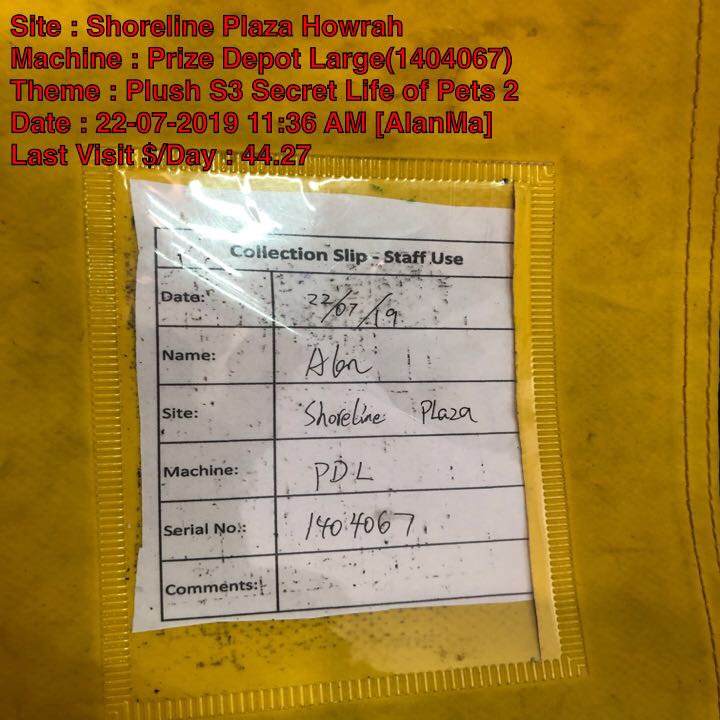 Site : Shoreline Plaza Howrah
Machine : Prize Depot Large(1404067)
Theme : Plush S3 Secret Life of Pets 2
Date : 22-07-2019 11:36 AM [AlanMa]
Last Visit $/Day : 44.27
Collection Slip - Staff Use
Date: 22/07/19
Name: Alan
Site: Shoreline Plaza
Machine: PDL
Serial No.: 1404067
Comments: